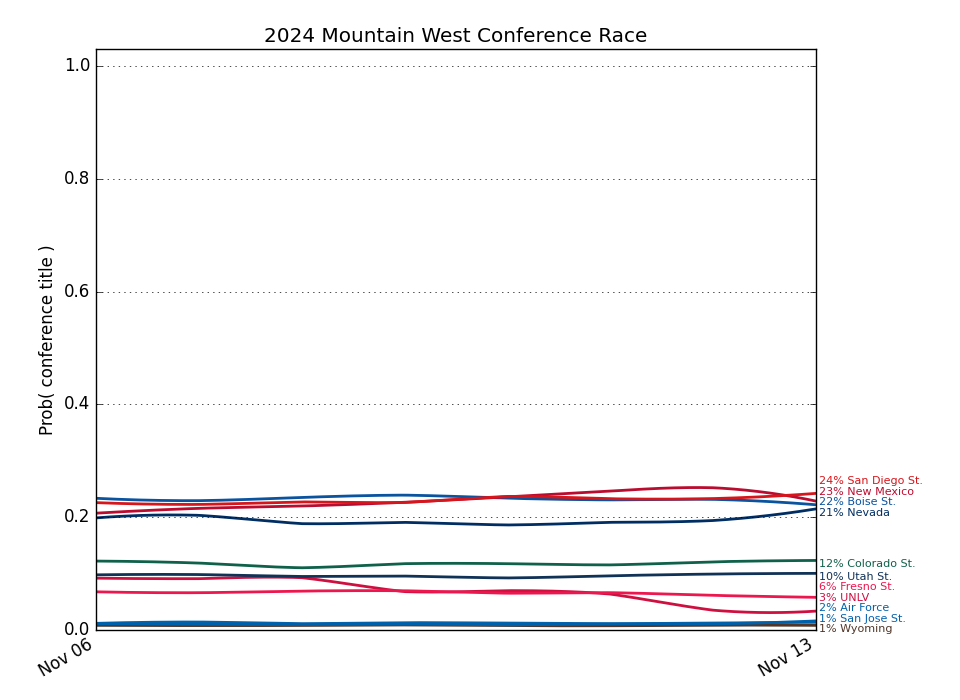 2024 Mountain West Conference Race
Prob( conference title )
1.0
0.8
0.6
0.4
0.2
0.0
Nov 06
Nov 13
24% San Diego St.
23% New Mexico
22% Boise St.
21% Nevada
12% Colorado St.
10% Utah St.
6% Fresno St.
3% UNLV
2% Air Force
1% San Jose St.
1% Wyoming